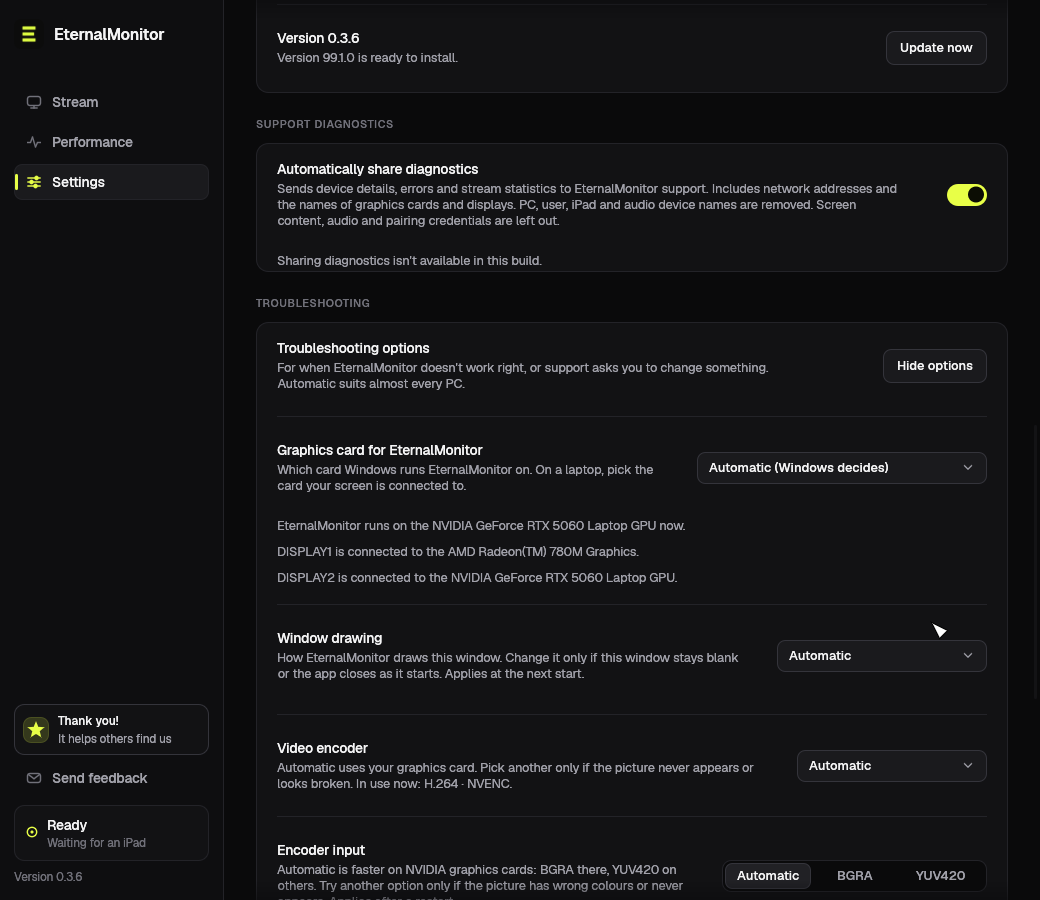 EternalMonitor
Stream
Performance
Settings
Thank you!
It helps others find us
Send feedback
Ready
Waiting for an iPad
Version 0.3.6
Version 0.3.6
Version 99.1.0 is ready to install.
Update now
SUPPORT DIAGNOSTICS
Automatically share diagnostics
Sends device details, errors and stream statistics to EternalMonitor support. Includes network addresses and
the names of graphics cards and displays. PC, user, iPad and audio device names are removed. Screen
content, audio and pairing credentials are left out.
Sharing diagnostics isn't available in this build.
TROUBLESHOOTING
Troubleshooting options
For when EternalMonitor doesn't work right, or support asks you to change something.
Automatic suits almost every PC.
Hide options
Graphics card for EternalMonitor
Which card Windows runs EternalMonitor on. On a laptop, pick the
card your screen is connected to.
Automatic (Windows decides)
EternalMonitor runs on the NVIDIA GeForce RTX 5060 Laptop GPU now.
DISPLAY1 is connected to the AMD Radeon(TM) 780M Graphics.
DISPLAY2 is connected to the NVIDIA GeForce RTX 5060 Laptop GPU.
Window drawing
How EternalMonitor draws this window. Change it only if this window stays blank
or the app closes as it starts. Applies at the next start.
Automatic
Video encoder
Automatic uses your graphics card. Pick another only if the picture never appears or
looks broken. In use now: H.264 · NVENC.
Automatic
Encoder input
Automatic is faster on NVIDIA graphics cards: BGRA there, YUV420 on
others. Try another option only if the picture has wrong colours or never
Automatic
BGRA
YUV420